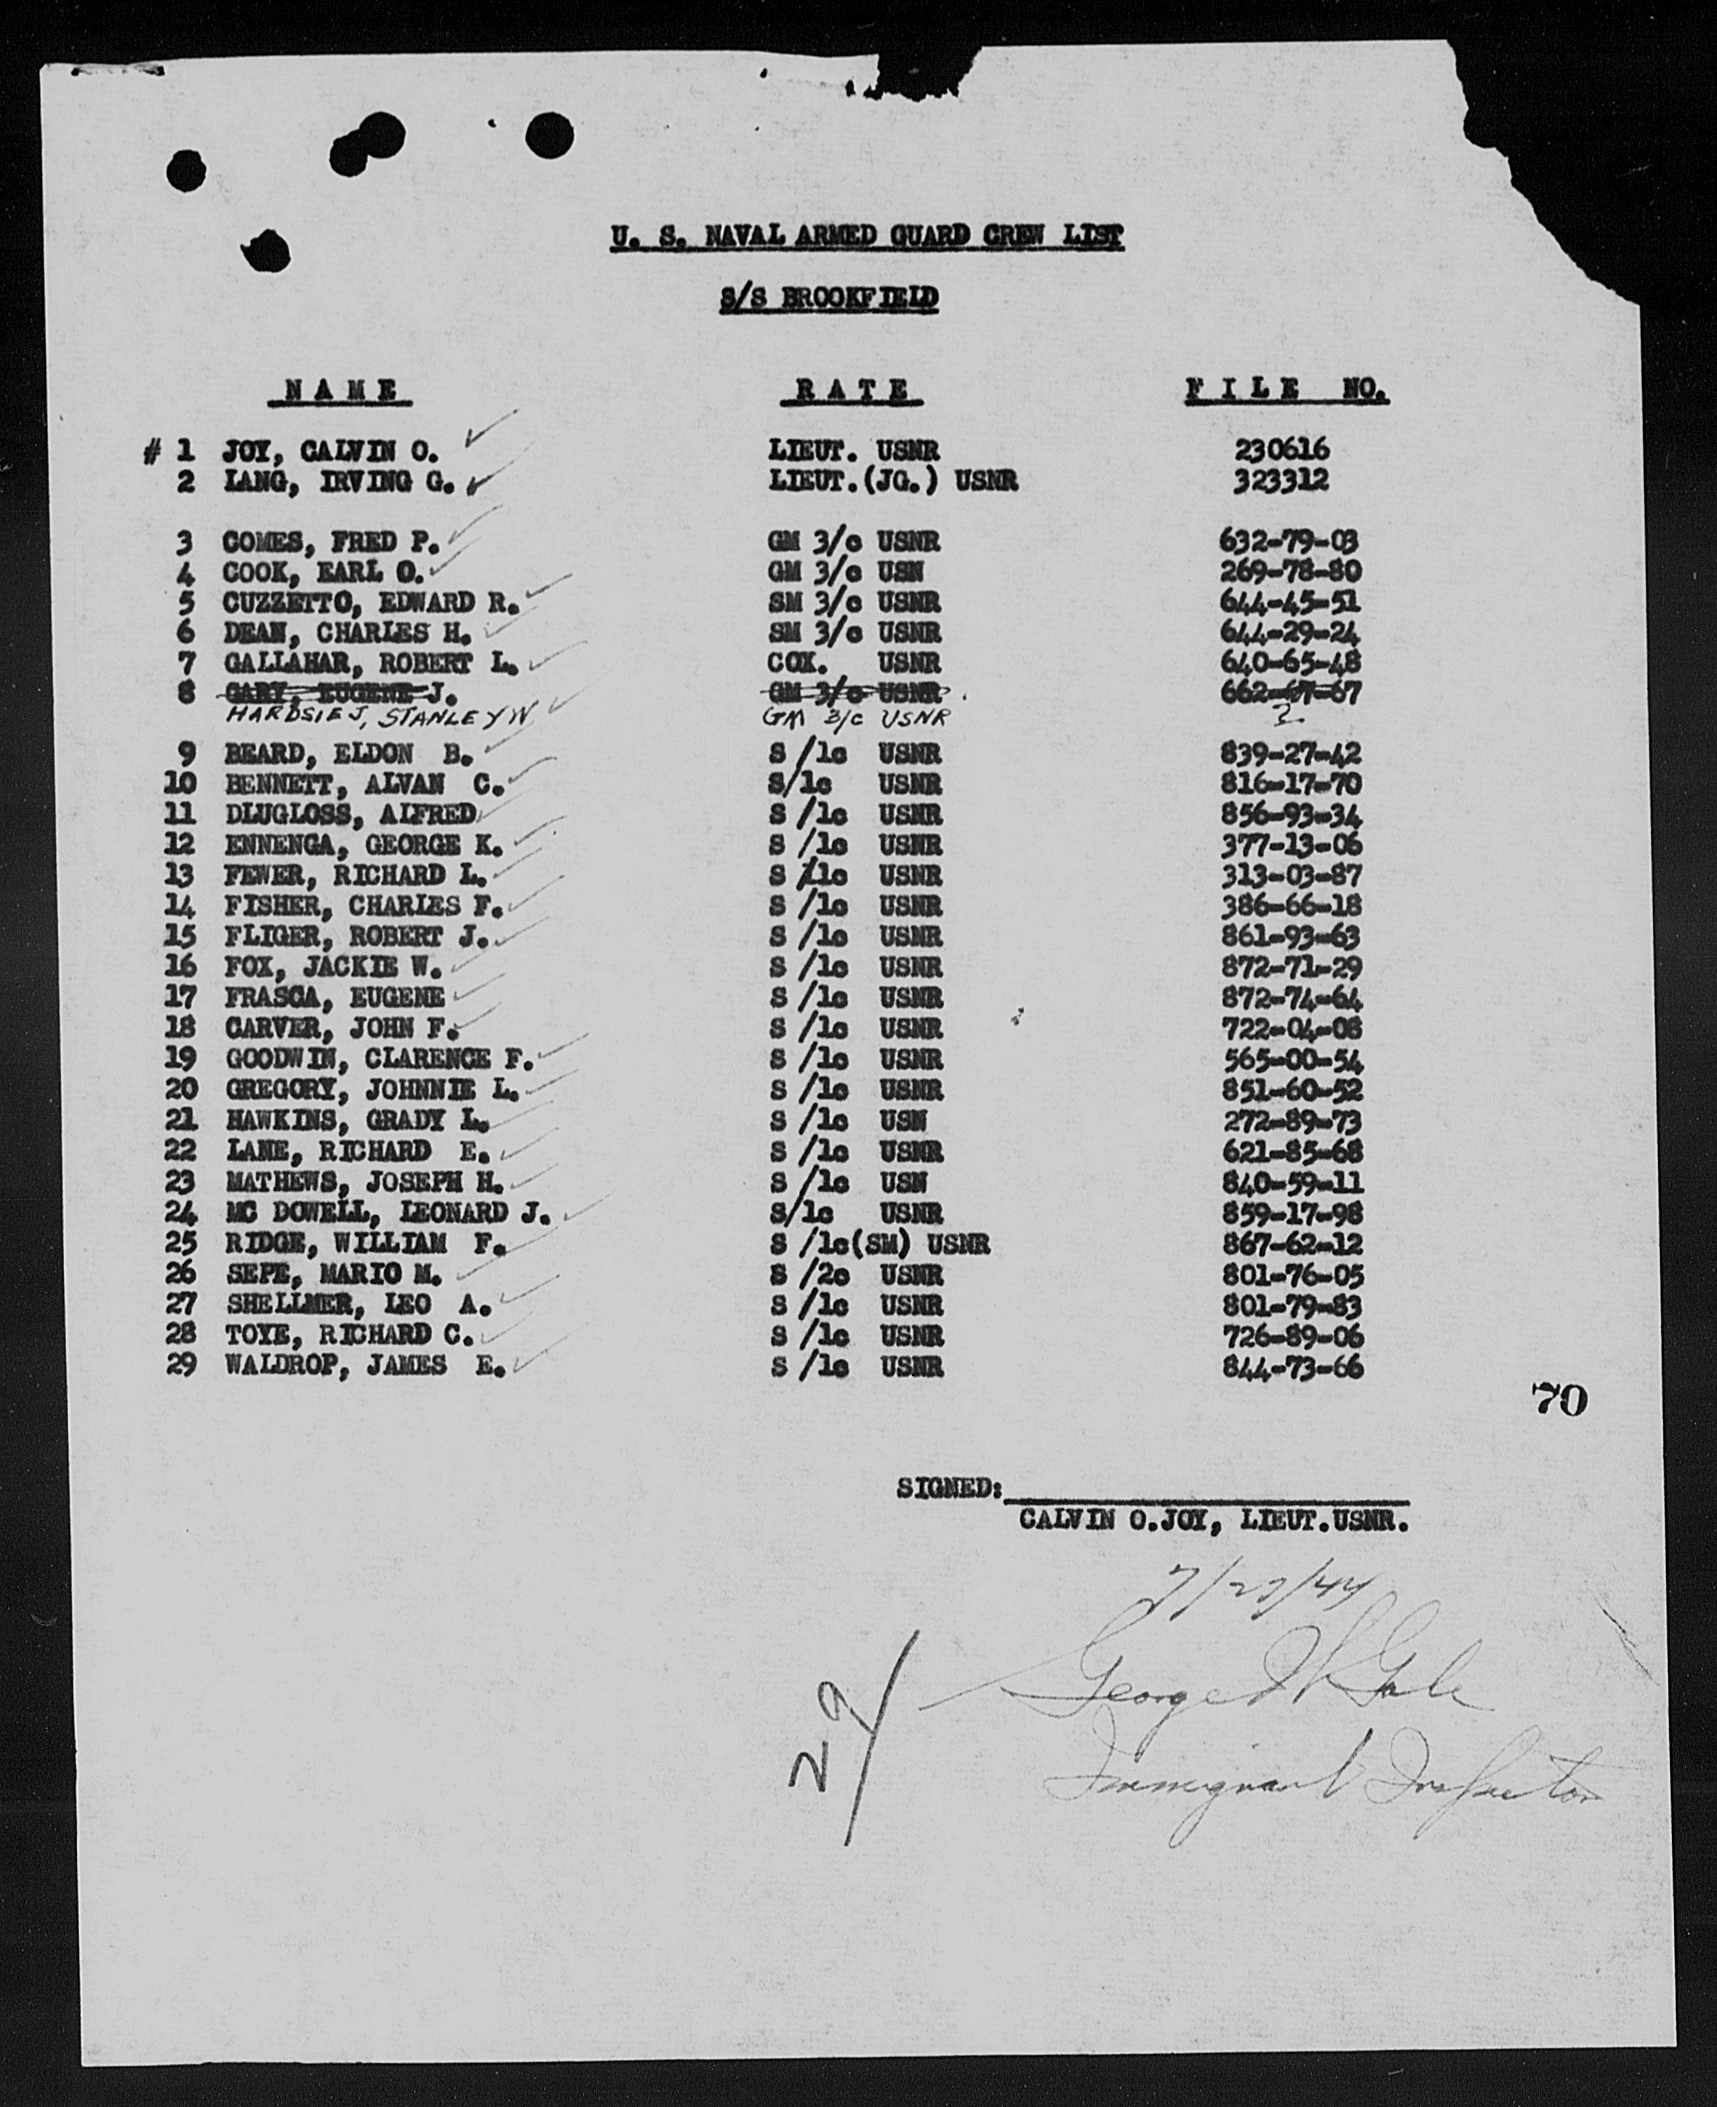 U. S. NAVAL ARMED GUARD CREW LIST
S/S BROOKFIELD
NAME RATE FILE NO.
# 1 JOY, CALVIN O. LIEUT. USNR 230616
2 LANG, IRVING G. LIEUT.(JG.) USNR 323312
3 COMES, FRED P. GM 3/c USNR 632-79-03
4 COOK, EARL O. GM 3/c USN 269-78-80
5 CUZZETTO, EDWARD R. SM 3/c USNR 644-45-51
6 DEAN, CHARLES H. SM 3/c USNR 644-29-24
7 GALLAHAR, ROBERT L. COX. USNR 640-65-48
8 GARY, EUGENE J. GM 3/c USNR 662-67-67
HARDSIEJ, STANLEY W GM 3/c USNR ?
9 BEARD, ELDON B. S /1c USNR 839-27-42
10 BENNETT, ALVAN C. S/1c USNR 816-17-70
11 DLUGLOSS, ALFRED S /1c USNR 856-93-34
12 ENNENGA, GEORGE K. S /1c USNR 377-13-06
13 FEWER, RICHARD L. S /1c USNR 313-03-87
14 FISHER, CHARLES F. S /1c USNR 386-66-18
15 FLIGER, ROBERT J. S /1c USNR 861-93-63
16 FOX, JACKIE W. S /1c USNR 872-71-29
17 FRASCA, EUGENE S /1c USNR 872-74-64
18 CARVER, JOHN F. S /1c USNR 722-04-08
19 GOODWIN, CLARENCE F. S /1c USNR 565-00-54
20 GREGORY, JOHNNIE L. S /1c USNR 851-60-52
21 HAWKINS, GRADY L. S /1c USN 272-89-73
22 LANE, RICHARD E. S /1c USNR 621-85-68
23 MATHEWS, JOSEPH H. S /1c USN 840-59-11
24 MC DOWELL, LEONARD J. S/1c USNR 859-17-98
25 RIDGE, WILLIAM F. S /1c(SM) USNR 867-62-12
26 SEPE, MARIO M. S /2c USNR 801-76-05
27 SHELLMER, LEO A. S /1c USNR 801-79-83
28 TOYE, RICHARD C. S /1c USNR 726-89-06
29 WALDROP, JAMES E. S /1c USNR 844-73-66
70
SIGNED:
CALVIN O.JOY, LIEUT.USNR.
7/27/44
George W Gale
Immigrant Inspector
29